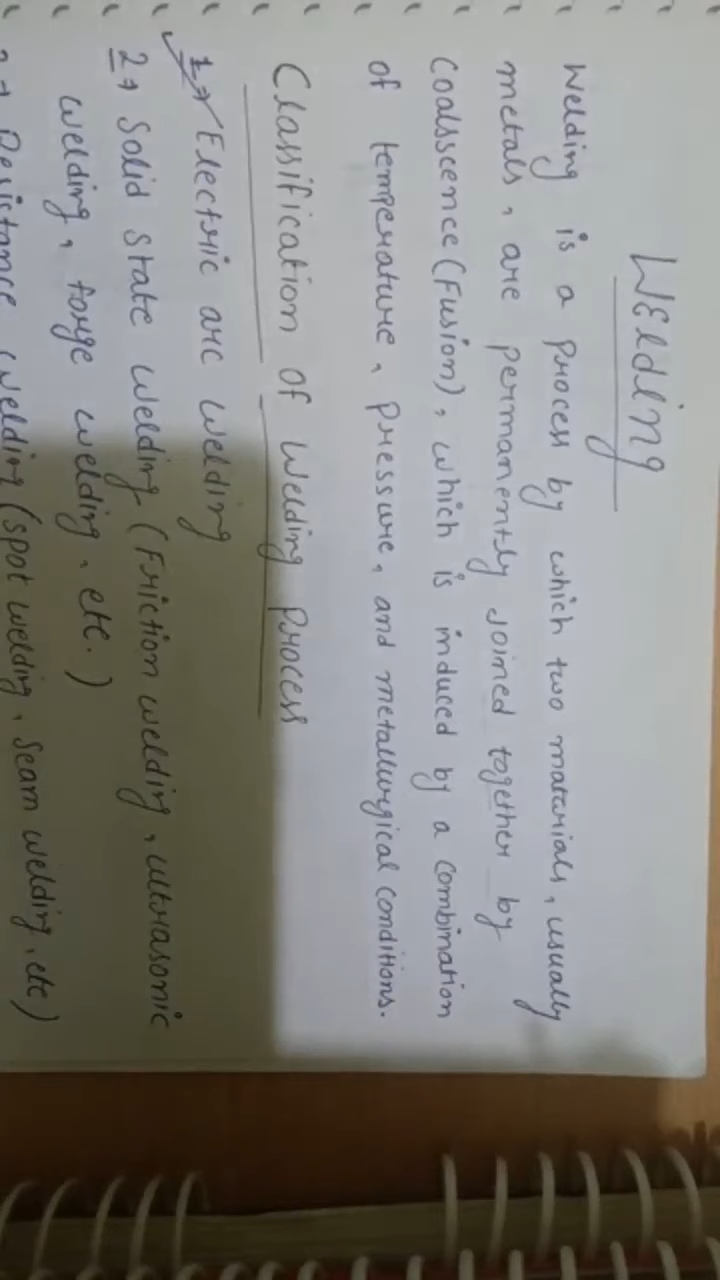 Welding
Welding is a process by which two materials, usually
metals, are permanently Joined together by
Coalsscence (Fusion), which is induced by a combination
of temperature, pressure, and metallurgical conditions.
Classification of Welding process
1→ Electric arc welding
2→ Solid State welding (Friction welding, ultrasonic
welding, forge welding, etc.)
Resistance welding (spot welding, seam welding, etc)